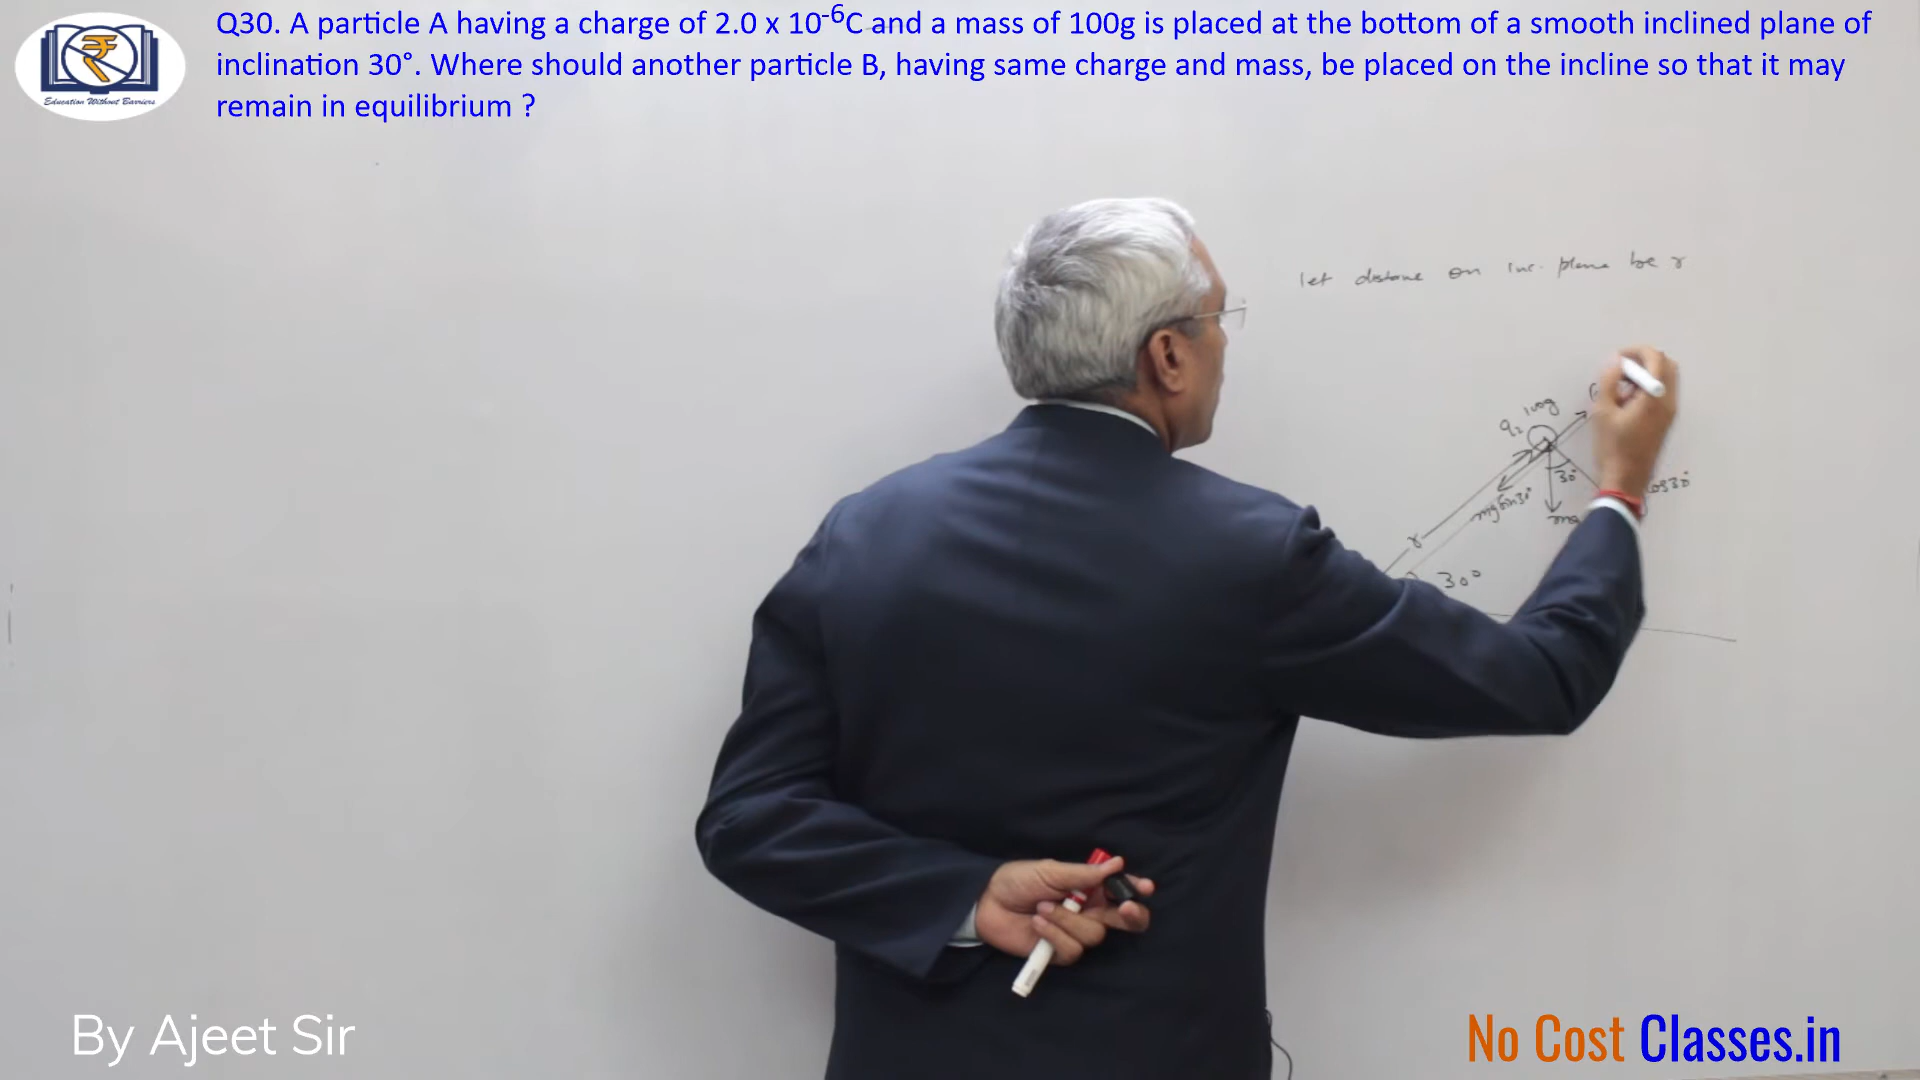 Q30. A particle A having a charge of 2.0 x 10⁻⁶C and a mass of 100g is placed at the bottom of a smooth inclined plane of
inclination 30°. Where should another particle B, having same charge and mass, be placed on the incline so that it may
remain in equilibrium ?
Education Without Barriers
let distance on inc. plane be r
100g
q₂
30°
cos30°
mgsin30°
r
30°
By Ajeet Sir
No Cost Classes.in